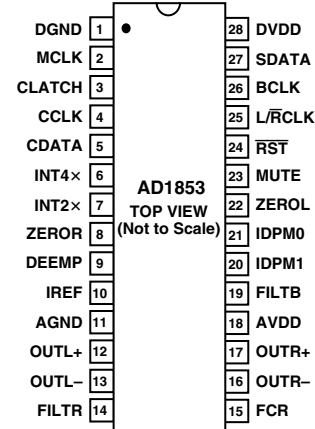 DGND 1 28 DVDD
MCLK 2 27 SDATA
CLATCH 3 26 BCLK
CCLK 4 25 L/R̅CLK
CDATA 5 24 R̅S̅T̅
INT4× 6 23 MUTE
INT2× 7 22 ZEROL
ZEROR 8 21 IDPM0
DEEMP 9 20 IDPM1
IREF 10 19 FILTB
AGND 11 18 AVDD
OUTL+ 12 17 OUTR+
OUTL– 13 16 OUTR–
FILTR 14 15 FCR
AD1853
TOP VIEW
(Not to Scale)